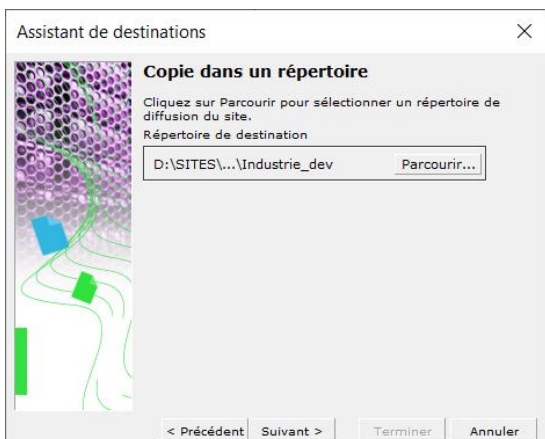 Assistant de destinations
Copie dans un répertoire
Cliquez sur Parcourir pour sélectionner un répertoire de
diffusion du site.
Répertoire de destination
D:\SITES\...\Industrie_dev Parcourir...
< Précédent Suivant > Terminer Annuler